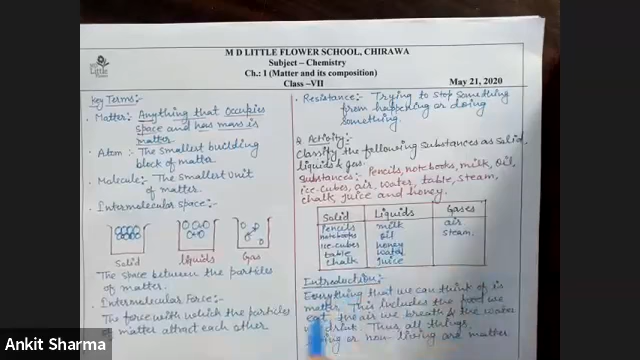 M D LITTLE FLOWER SCHOOL, CHIRAWA
Subject – Chemistry
Ch.: I (Matter and its composition)
Class –VII
May 21, 2020
Little
Key Terms:-
Matter: Anything that occupies
space and has mass is
matter.
Atom :- The smallest building
block of matter.
Molecule: The smallest unit
of matter.
Intermolecular space:
Solid
liquids
Gas
The space between the particles
of matter.
Intermolecular Force:
The force with which the particles
of matter attract each other
Resistance: Trying to stop something
from happening or doing
something.
Q. Activity:-
Classify the following substances as solid,
liquids & gas.
Substances: Pencils, notebooks, milk, oil,
ice-cubes, air, water, table, steam,
chalk, juice and honey.
Solid Liquids Gases
Pencils milk air
notebooks oil steam.
ice-cubes honey
table water
chalk juice
Introduction:-
Everything that we can think of is
matter. This includes the food we
eat, the air we breath & the water
drink. Thus all things
living or non living are matter
Ankit Sharma